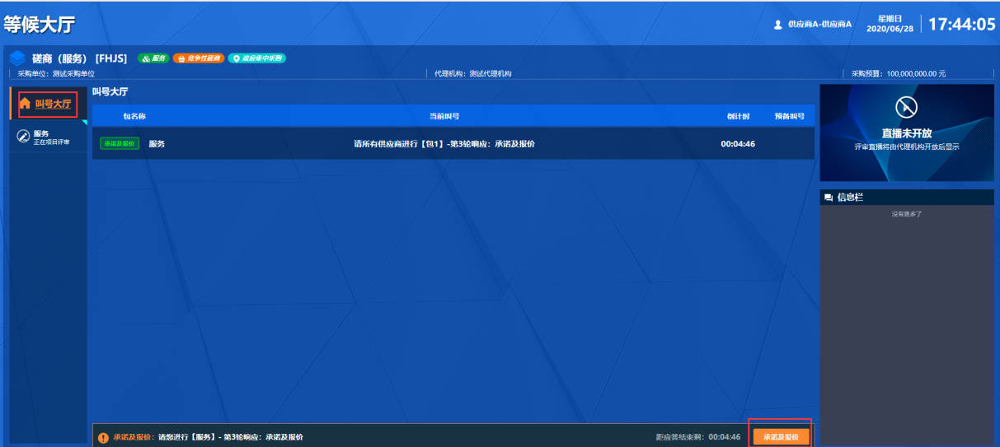 等候大厅
供应商A-供应商A
星期日
2020/06/28
17:44:05
磋商（服务） [FHJS] 服务 竞争性磋商 政府集中采购
采购单位：测试采购单位
代理机构：测试代理机构
采购预算：100,000,000.00 元
叫号大厅
服务
正在项目评审
叫号大厅
包名称 当前叫号 倒计时 预备叫号
承诺及报价 服务 请所有供应商进行【包1】-第3轮响应：承诺及报价 00:04:46
直播未开放
评审直播将由代理机构开放后显示
信息栏
没有更多了
承诺及报价：请您进行【服务】- 第3轮响应：承诺及报价
距应答结束剩：00:04:46 承诺及报价